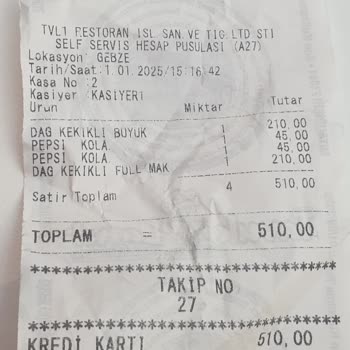 TVL1 RESTORAN ISL SAN.VE TIC.LTD STI
SELF SERVIS HESAP PUSULASI (A27)
Lokasyon: GEBZE
Tarih/Saat:1.01.2025/15:16:42
Kasa No :2
Kasiyer :KASIYER1
Urun Miktar Tutar
DAG KEKIKLI BUYUK 1 210,00
PEPSI KOLA 1 45,00
PEPSI KOLA 1 45,00
DAG KEKIKLI FULL MAK 1 210,00
Satir Toplam 4 510,00
TOPLAM = 510,00
******************************
TAKIP NO
27
******************************
KREDI KARTI 510,00